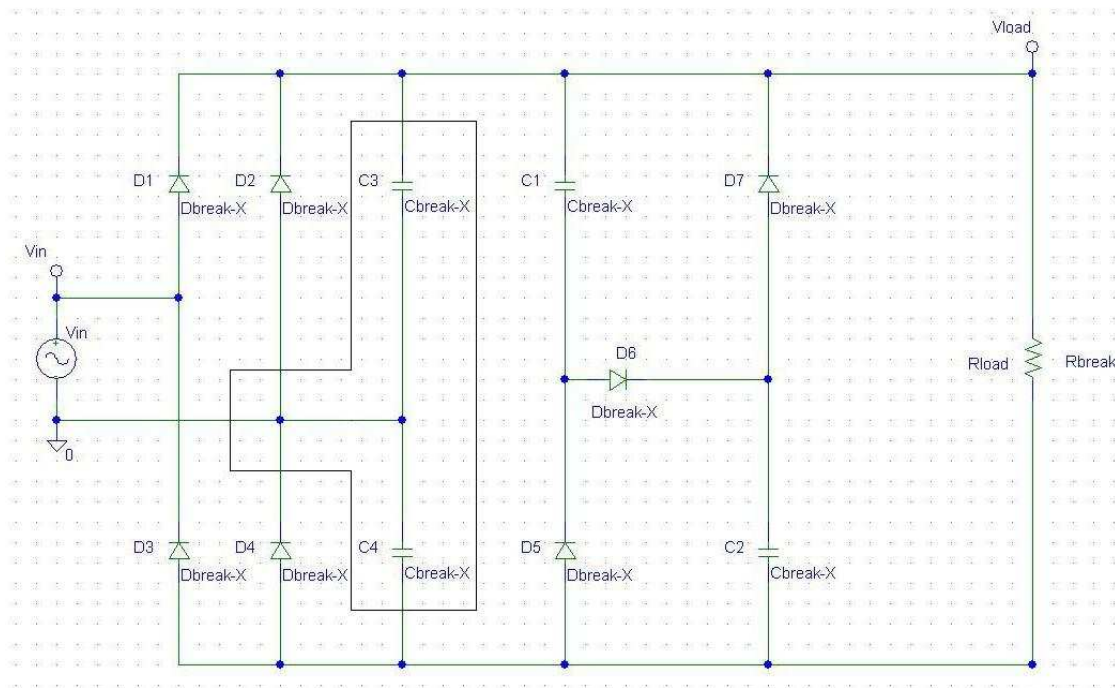 Vload
D1
D2
C3
C1
D7
Dbreak-X
Dbreak-X
Cbreak-X
Cbreak-X
Dbreak-X
Vin
Vin
D6
Rload
Rbreak
Dbreak-X
0
D3
D4
C4
D5
C2
Dbreak-X
Dbreak-X
Cbreak-X
Dbreak-X
Cbreak-X